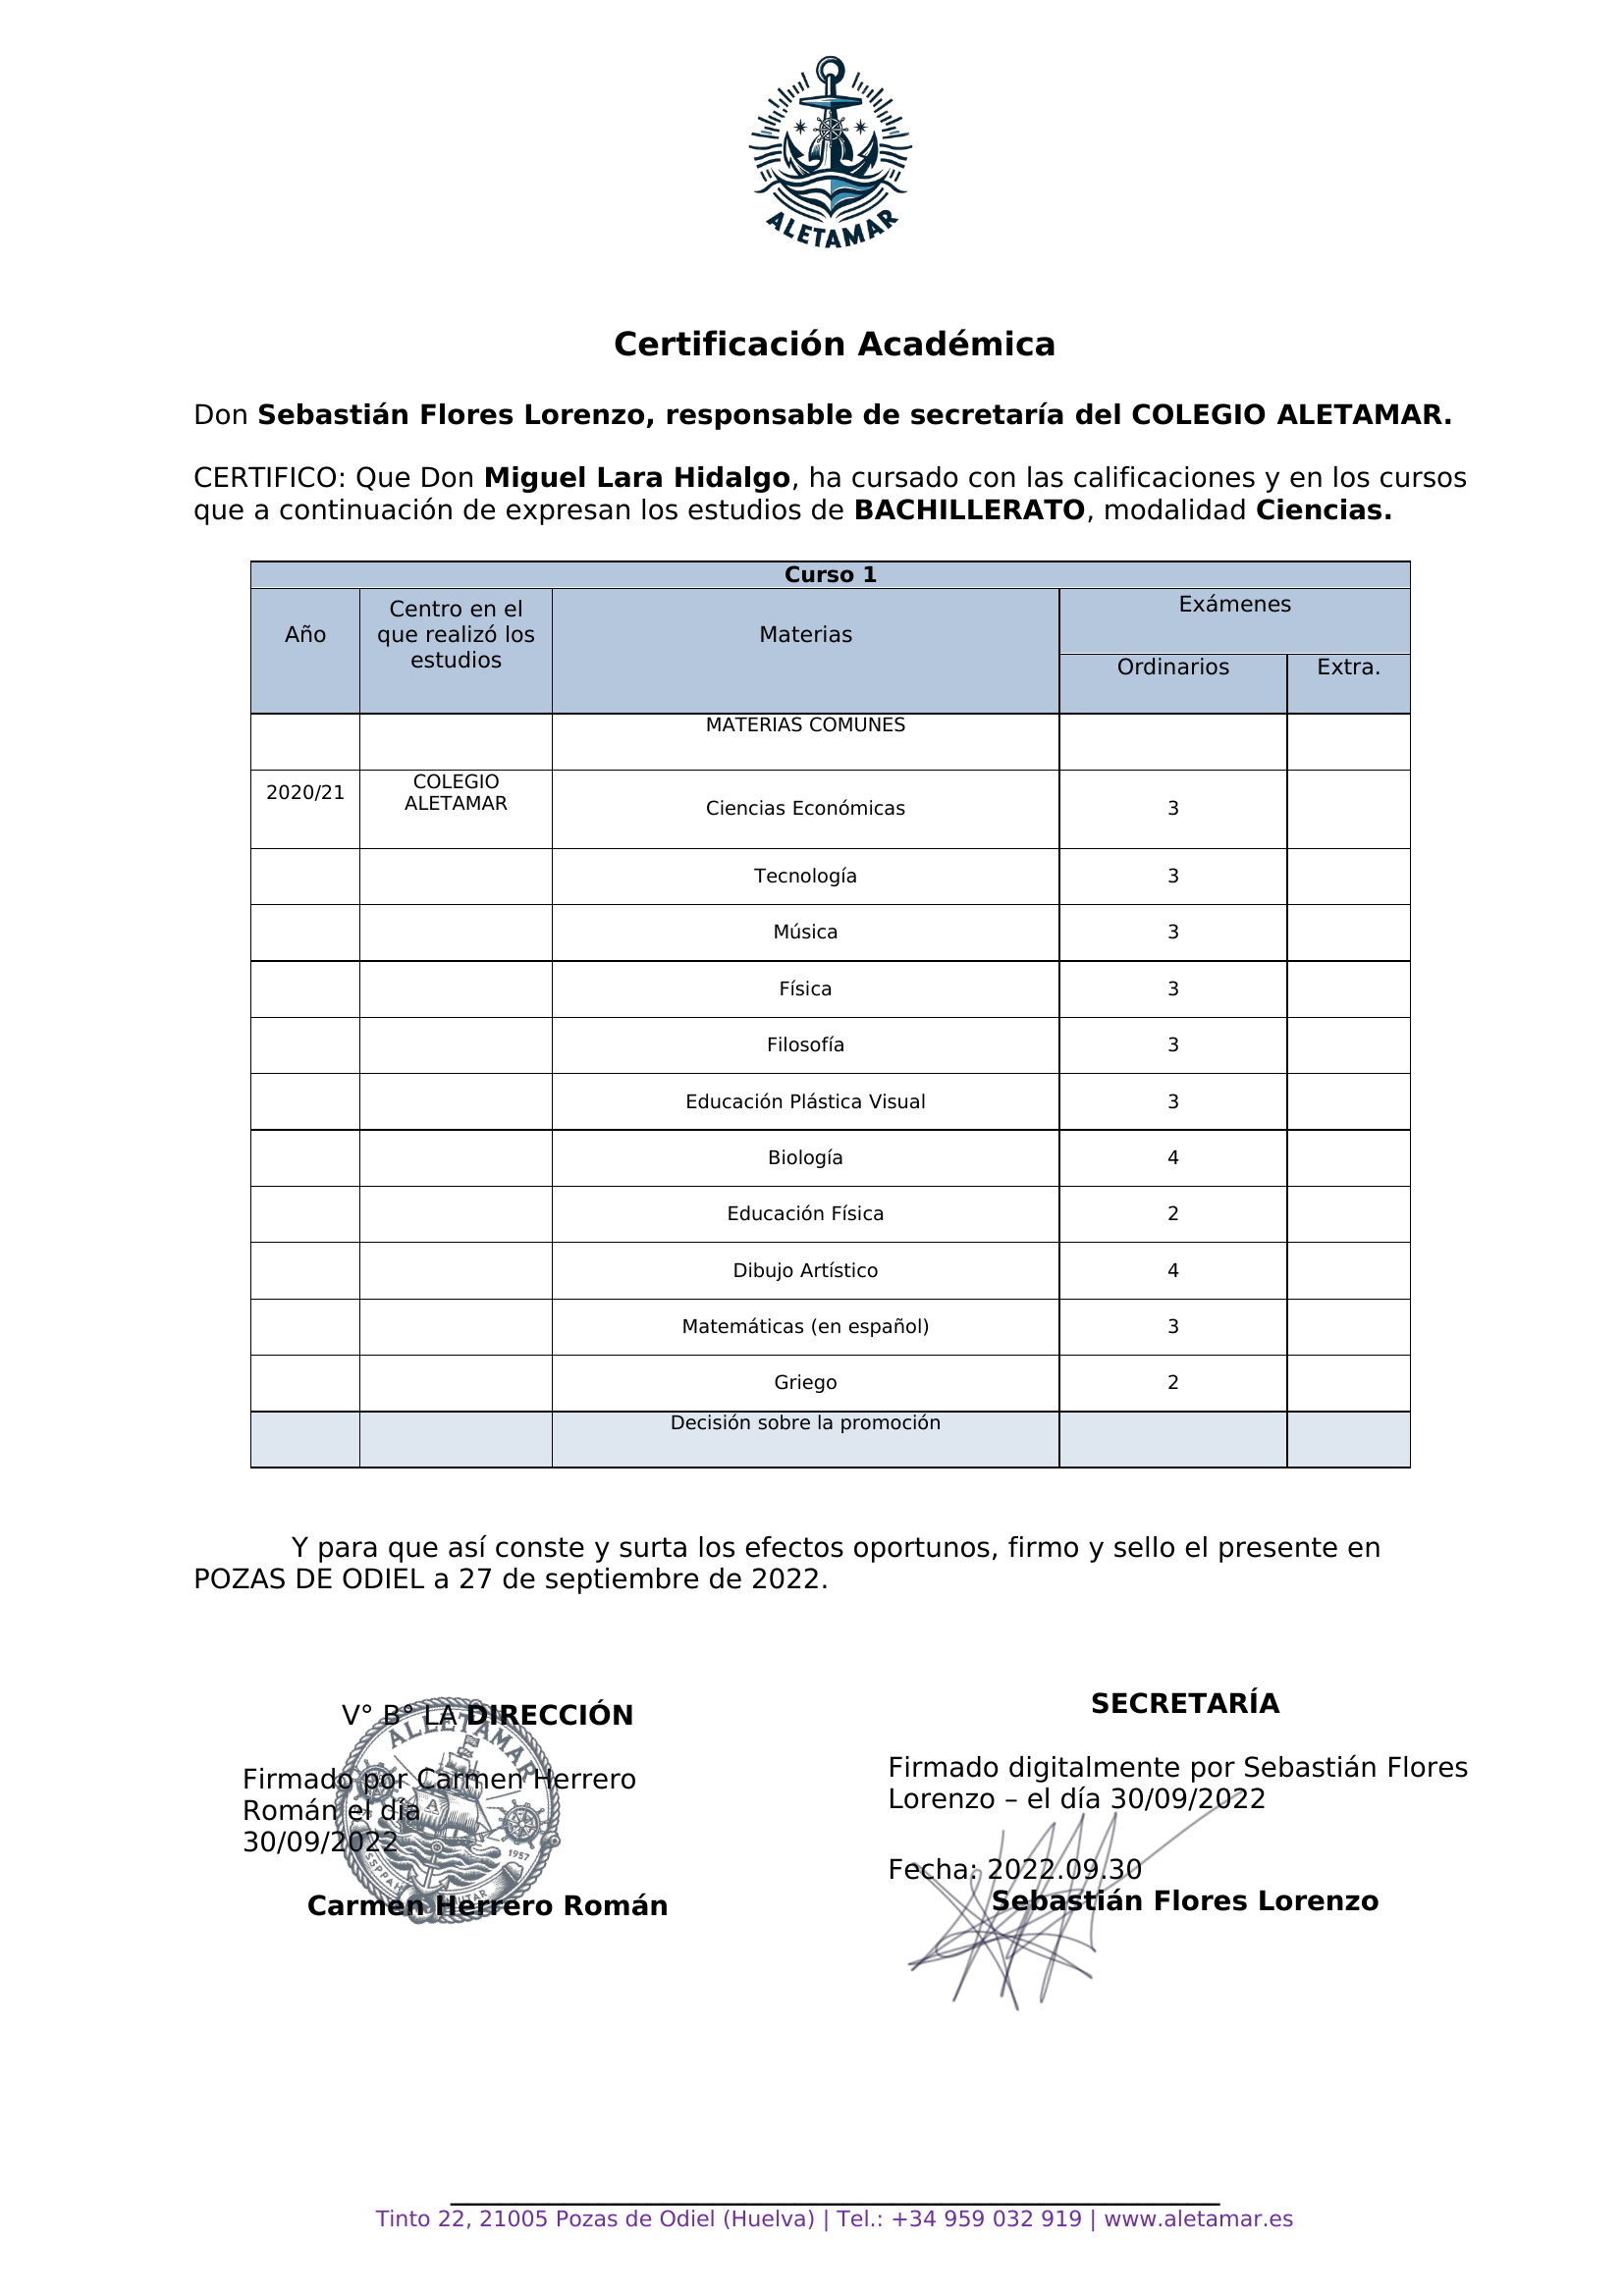 ALETAMAR
Certificación Académica
Don Sebastián Flores Lorenzo, responsable de secretaría del COLEGIO ALETAMAR.
CERTIFICO: Que Don Miguel Lara Hidalgo, ha cursado con las calificaciones y en los cursos
que a continuación de expresan los estudios de BACHILLERATO, modalidad Ciencias.
Curso 1
Año
Centro en el
que realizó los
estudios
Materias
Exámenes
Ordinarios
Extra.
MATERIAS COMUNES
2020/21
COLEGIO
ALETAMAR
Ciencias Económicas 3
Tecnología 3
Música 3
Física 3
Filosofía 3
Educación Plástica Visual 3
Biología 4
Educación Física 2
Dibujo Artístico 4
Matemáticas (en español) 3
Griego 2
Decisión sobre la promoción
Y para que así conste y surta los efectos oportunos, firmo y sello el presente en
POZAS DE ODIEL a 27 de septiembre de 2022.
V° B° LA DIRECCIÓN
ALLETAMAR
A
1957
Firmado por Carmen Herrero
Román el día
30/09/2022
Carmen Herrero Román
SECRETARÍA
Firmado digitalmente por Sebastián Flores
Lorenzo – el día 30/09/2022
Fecha: 2022.09.30
Sebastián Flores Lorenzo
Tinto 22, 21005 Pozas de Odiel (Huelva) | Tel.: +34 959 032 919 | www.aletamar.es